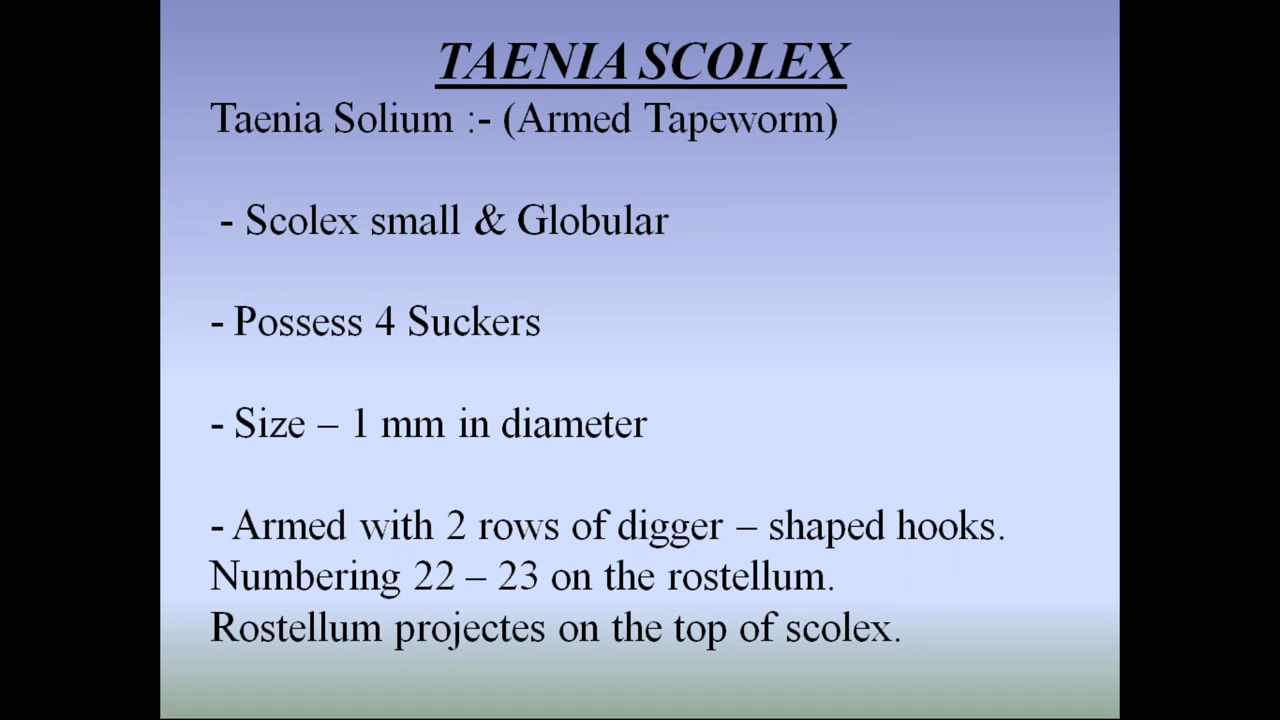 TAENIA SCOLEX
Taenia Solium :- (Armed Tapeworm)
- Scolex small & Globular
- Possess 4 Suckers
- Size – 1 mm in diameter
- Armed with 2 rows of digger – shaped hooks.
Numbering 22 – 23 on the rostellum.
Rostellum projectes on the top of scolex.